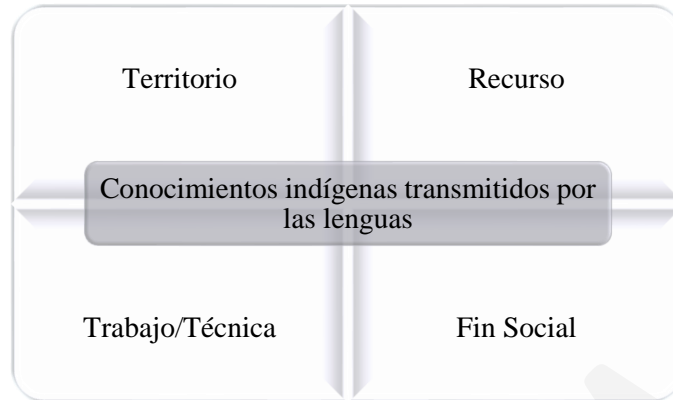 Territorio
Recurso
Conocimientos indígenas transmitidos por
las lenguas
Trabajo/Técnica
Fin Social